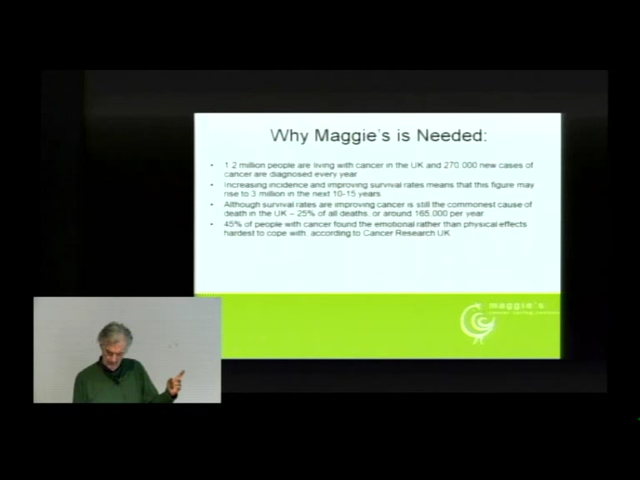 Why Maggie's is Needed:
• 1.2 million people are living with cancer in the UK and 270,000 new cases of
cancer are diagnosed every year
• Increasing incidence and improving survival rates means that this figure may
rise to 3 million in the next 10-15 years.
• Although survival rates are improving cancer is still the commonest cause of
death in the UK – 25% of all deaths, or around 165,000 per year
• 45% of people with cancer found the emotional rather than physical effects
hardest to cope with, according to Cancer Research UK
maggie's
cancer caring centres